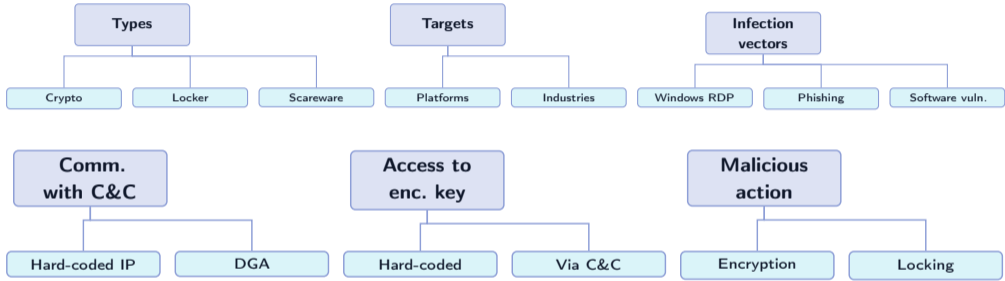 Types
Targets
Infection
vectors
Crypto
Locker
Scareware
Platforms
Industries
Windows RDP
Phishing
Software vuln.
Comm.
with C&C
Access to
enc. key
Malicious
action
Hard-coded IP
DGA
Hard-coded
Via C&C
Encryption
Locking